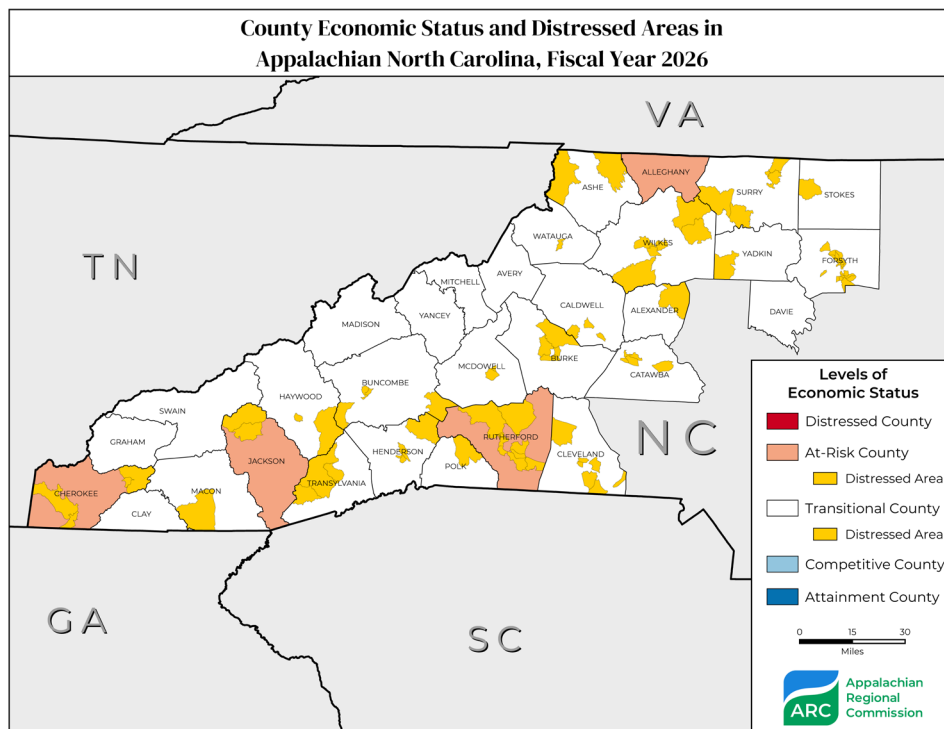 County Economic Status and Distressed Areas in
Appalachian North Carolina, Fiscal Year 2026
VA
TN
NC
GA
SC
ALLEGHANY
ASHE
SURRY
STOKES
WATAUGA
WILKES
YADKIN
FORSYTH
AVERY
MITCHELL
CALDWELL
ALEXANDER
DAVIE
YANCEY
MADISON
BURKE
CATAWBA
MCDOWELL
BUNCOMBE
HAYWOOD
SWAIN
GRAHAM
RUTHERFORD
CLEVELAND
HENDERSON
POLK
JACKSON
TRANSYLVANIA
CHEROKEE
MACON
CLAY
Levels of
Economic Status
Distressed County
At-Risk County
Distressed Area
Transitional County
Distressed Area
Competitive County
Attainment County
0 15 30
Miles
ARC
Appalachian
Regional
Commission